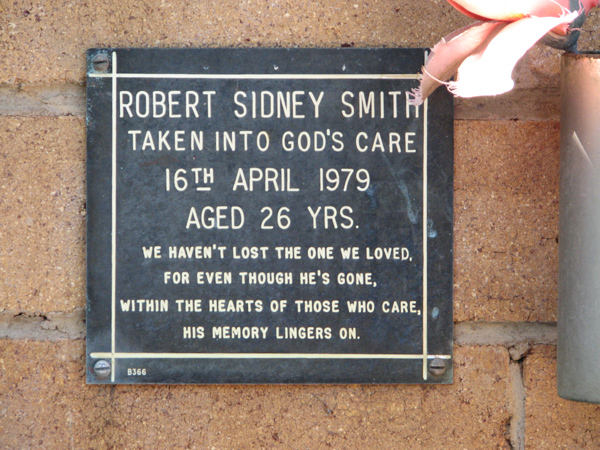 ROBERT SIDNEY SMITH
TAKEN INTO GOD'S CARE
16TH APRIL 1979
AGED 26 YRS.
WE HAVEN'T LOST THE ONE WE LOVED,
FOR EVEN THOUGH HE'S GONE,
WITHIN THE HEARTS OF THOSE WHO CARE,
HIS MEMORY LINGERS ON.
B366